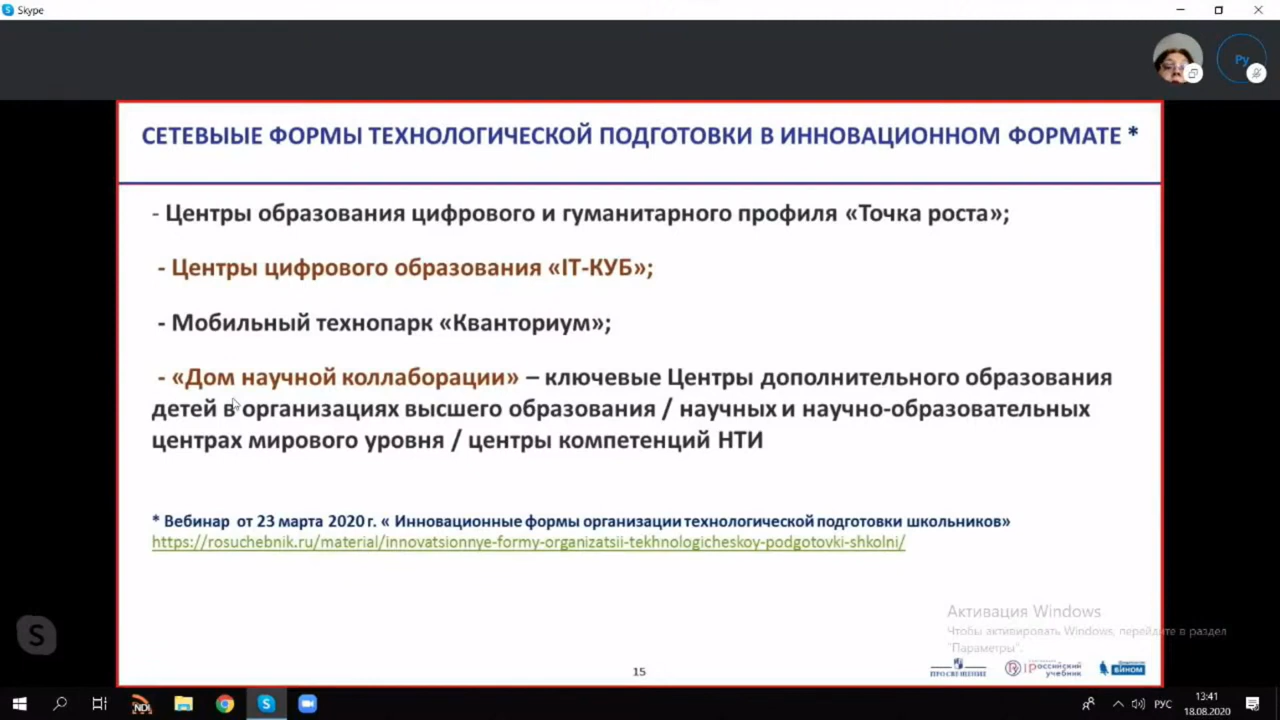 Skype
Ру
СЕТЕВЫЫЕ ФОРМЫ ТЕХНОЛОГИЧЕСКОЙ ПОДГОТОВКИ В ИННОВАЦИОННОМ ФОРМАТЕ *
- Центры образования цифрового и гуманитарного профиля «Точка роста»;
- Центры цифрового образования «IT-КУБ»;
- Мобильный технопарк «Кванториум»;
- «Дом научной коллаборации» – ключевые Центры дополнительного образования
детей в организациях высшего образования / научных и научно-образовательных
центрах мирового уровня / центры компетенций НТИ
* Вебинар от 23 марта 2020 г. « Инновационные формы организации технологической подготовки школьников»
https://rosuchebnik.ru/material/innovatsionnye-formy-organizatsii-tekhnologicheskoy-podgotovki-shkolni/
Активация Windows
Чтобы активировать Windows, перейдите в раздел
"Параметры".
15
ПРОСВЕЩЕНИЕ
российский
учебник
БИНОМ
NDI
РУС
13:41
18.08.2020